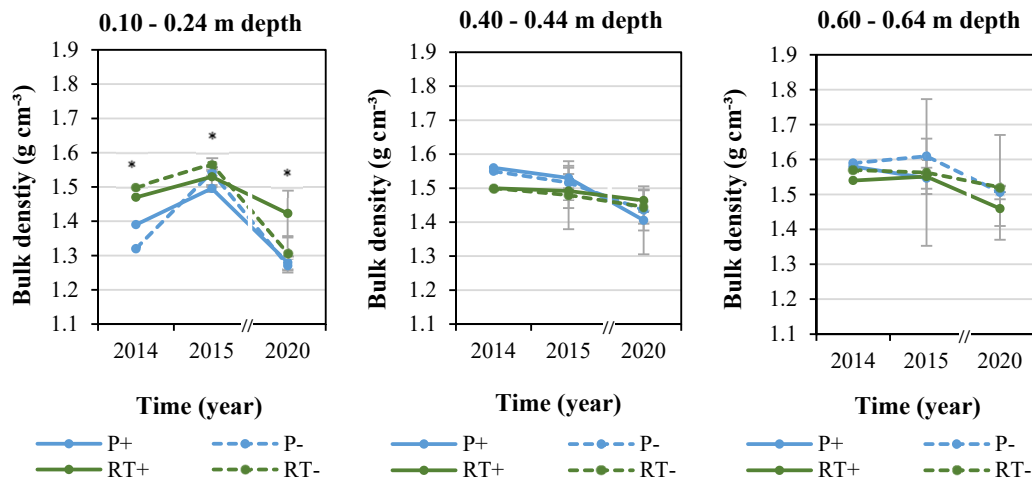 0.10 - 0.24 m depth
Bulk density (g cm⁻³)
1.9
1.8
1.7
1.6
1.5
1.4
1.3
1.2
1.1
*
*
*
2014 2015 // 2020
Time (year)
P+ P-
RT+ RT-
0.40 - 0.44 m depth
Bulk density (g cm⁻³)
1.9
1.8
1.7
1.6
1.5
1.4
1.3
1.2
1.1
2014 2015 // 2020
Time (year)
P+ P-
RT+ RT-
0.60 - 0.64 m depth
Bulk density (g cm⁻³)
1.9
1.8
1.7
1.6
1.5
1.4
1.3
1.2
1.1
2014 2015 // 2020
Time (year)
P+ P-
RT+ RT-